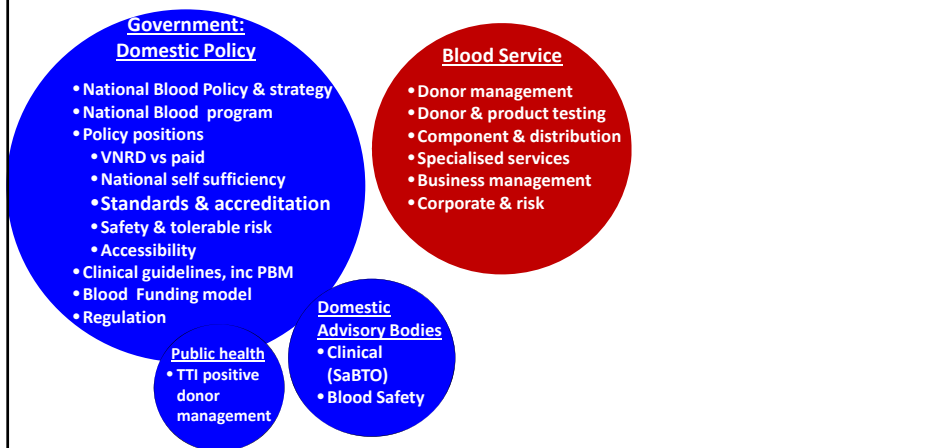 Government:
Domestic Policy
• National Blood Policy & strategy
• National Blood program
• Policy positions
• VNRD vs paid
• National self sufficiency
• Standards & accreditation
• Safety & tolerable risk
• Accessibility
• Clinical guidelines, inc PBM
• Blood Funding model
• Regulation
Blood Service
• Donor management
• Donor & product testing
• Component & distribution
• Specialised services
• Business management
• Corporate & risk
Domestic
Advisory Bodies
• Clinical
(SaBTO)
• Blood Safety
Public health
• TTI positive
donor
management